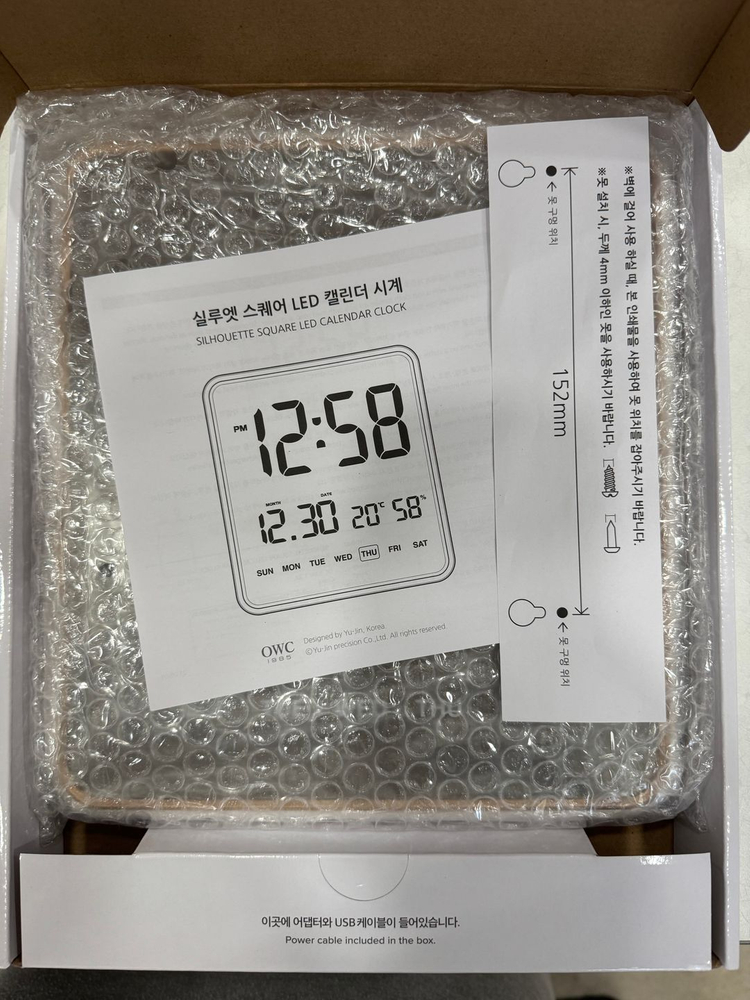 실루엣 스퀘어 LED 캘린더 시계
SILHOUETTE SQUARE LED CALENDAR CLOCK
PM 12:58
MONTH DATE
12.30 20℃ 58%
SUN MON TUE WED THU FRI SAT
OWC
1985
Designed by Yu-Jin, Korea.
©Yu-Jin precision Co.,Ltd. All rights reserved.
※벽에 걸어 사용 하실 때, 본 인쇄물을 사용하여 못 위치를 잡아주시기 바랍니다.
※못 설치 시, 두께 4mm 이하인 못을 사용하시기 바랍니다.
152mm
← 못 구멍 위치
← 못 구멍 위치
이곳에 어댑터와 USB케이블이 들어있습니다.
Power cable included in the box.